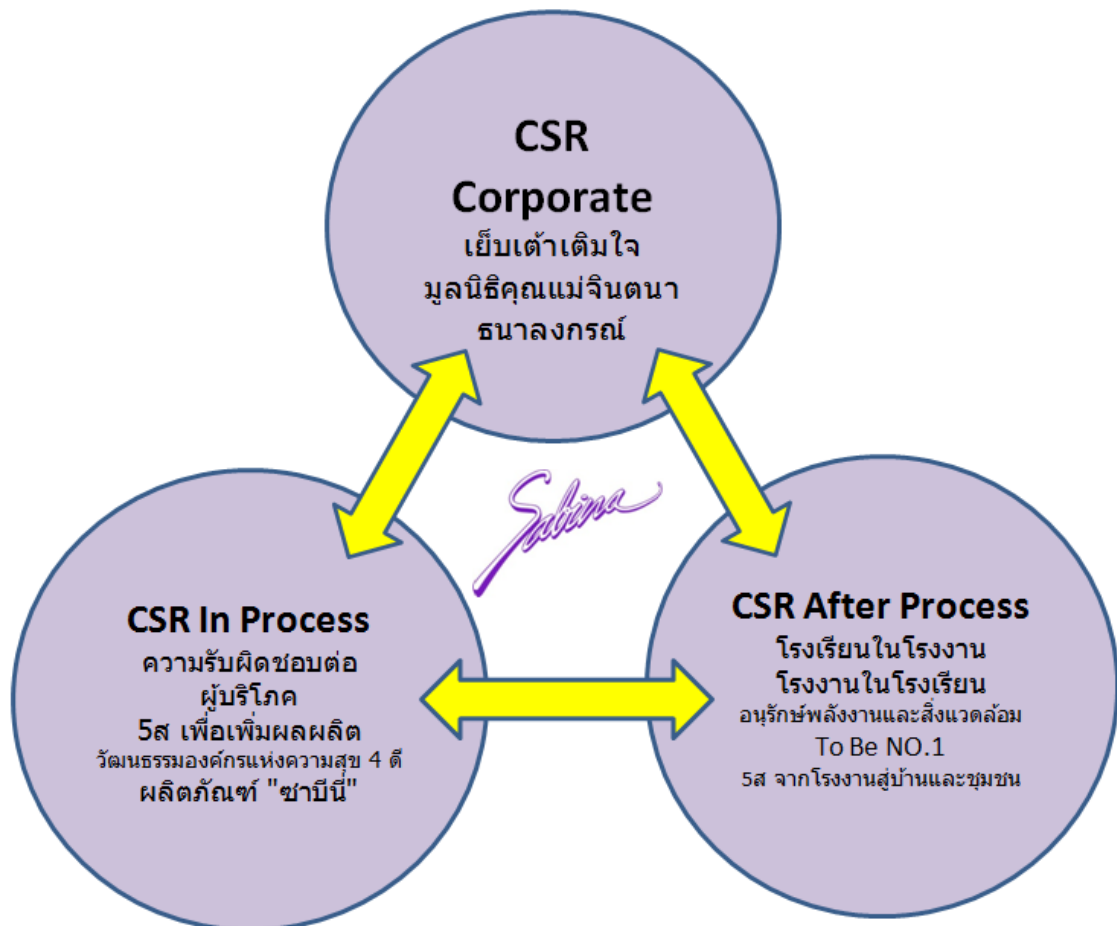 CSR
Corporate
เย็บเต้าเติมใจ
มูลนิธิคุณแม่จินตนา
ธนาลงกรณ์
Sabina
CSR In Process
ความรับผิดชอบต่อ
ผู้บริโภค
5ส เพื่อเพิ่มผลผลิต
วัฒนธรรมองค์กรแห่งความสุข 4 ดี
ผลิตภัณฑ์ "ซาบีนี่"
CSR After Process
โรงเรียนในโรงงาน
โรงงานในโรงเรียน
อนุรักษ์พลังงานและสิ่งแวดล้อม
To Be NO.1
5ส จากโรงงานสู่บ้านและชุมชน